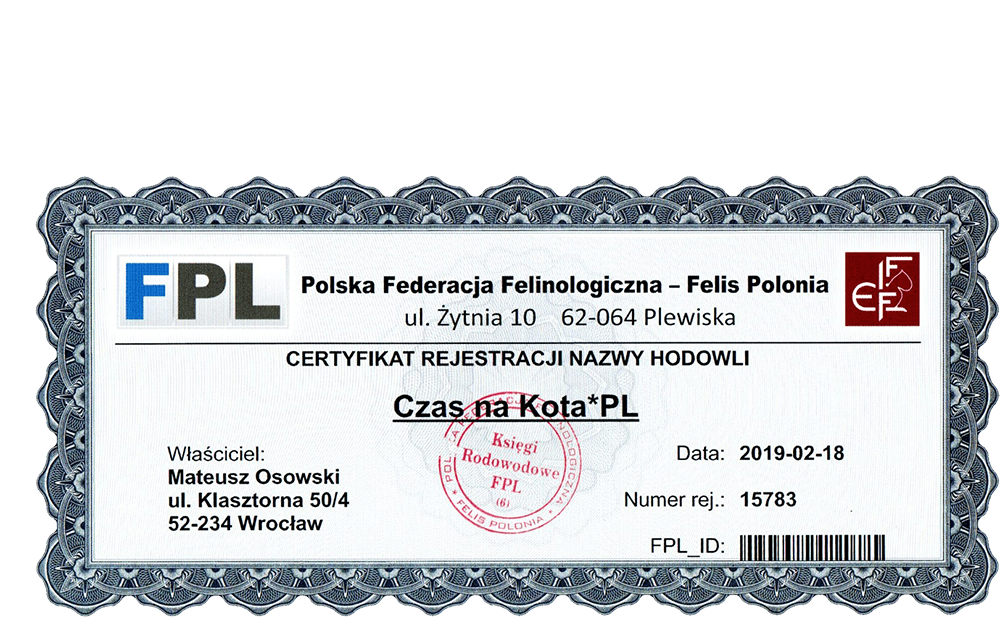 FPL
Polska Federacja Felinologiczna – Felis Polonia
ul. Żytnia 10 62-064 Plewiska
FIFE
CERTYFIKAT REJESTRACJI NAZWY HODOWLI
Czas na Kota*PL
Właściciel:
Mateusz Osowski
ul. Klasztorna 50/4
52-234 Wrocław
POL A FEDERACJA FELINOLOGICZNA
Księgi
Rodowodowe
FPL
(6)
* FELIS POLONIA *
Data: 2019-02-18
Numer rej.: 15783
FPL_ID: